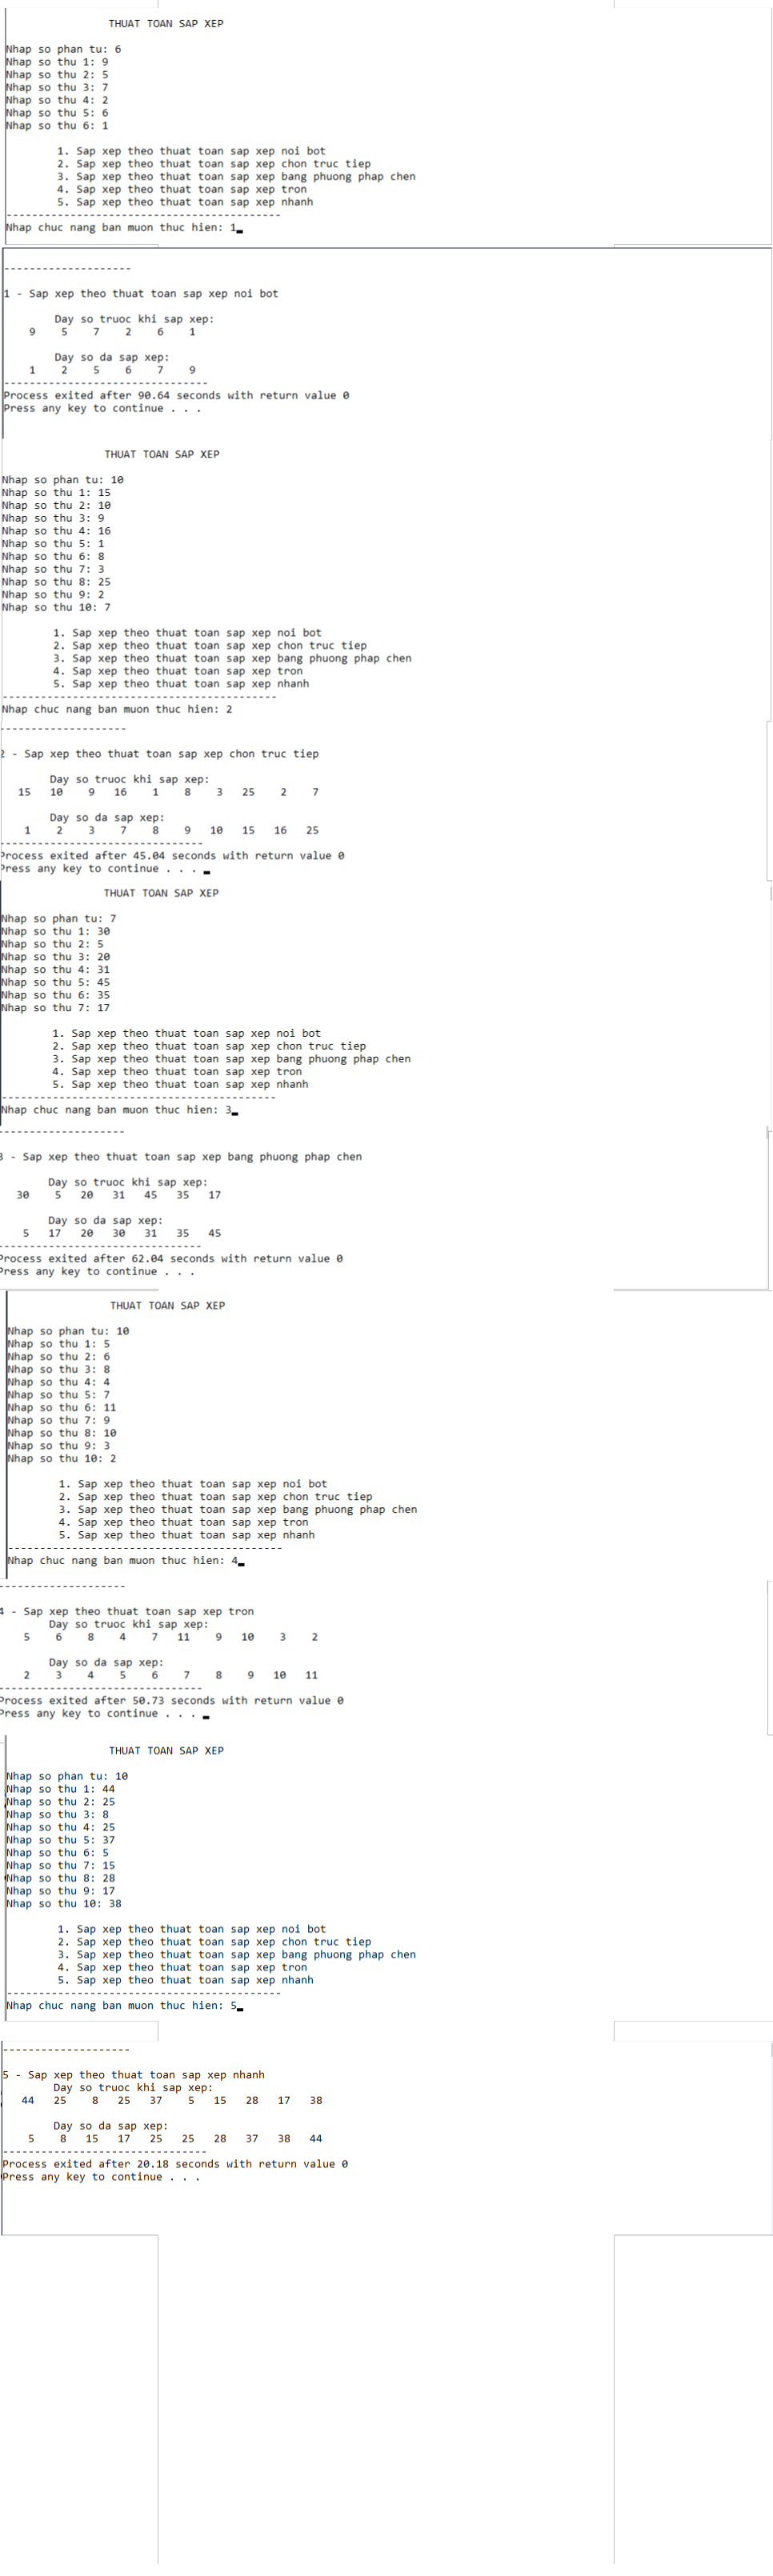 THUAT TOAN SAP XEP
Nhap so phan tu: 6
Nhap so thu 1: 9
Nhap so thu 2: 5
Nhap so thu 3: 7
Nhap so thu 4: 2
Nhap so thu 5: 6
Nhap so thu 6: 1
1. Sap xep theo thuat toan sap xep noi bot
2. Sap xep theo thuat toan sap xep chon truc tiep
3. Sap xep theo thuat toan sap xep bang phuong phap chen
4. Sap xep theo thuat toan sap xep tron
5. Sap xep theo thuat toan sap xep nhanh
-------------------------------------------
Nhap chuc nang ban muon thuc hien: 1
--------------------
1 - Sap xep theo thuat toan sap xep noi bot
Day so truoc khi sap xep:
9 5 7 2 6 1
Day so da sap xep:
1 2 5 6 7 9
--------------------------------
Process exited after 90.64 seconds with return value 0
Press any key to continue . . .
THUAT TOAN SAP XEP
Nhap so phan tu: 10
Nhap so thu 1: 15
Nhap so thu 2: 10
Nhap so thu 3: 9
Nhap so thu 4: 16
Nhap so thu 5: 1
Nhap so thu 6: 8
Nhap so thu 7: 3
Nhap so thu 8: 25
Nhap so thu 9: 2
Nhap so thu 10: 7
1. Sap xep theo thuat toan sap xep noi bot
2. Sap xep theo thuat toan sap xep chon truc tiep
3. Sap xep theo thuat toan sap xep bang phuong phap chen
4. Sap xep theo thuat toan sap xep tron
5. Sap xep theo thuat toan sap xep nhanh
-------------------------------------------
Nhap chuc nang ban muon thuc hien: 2
--------------------
2 - Sap xep theo thuat toan sap xep chon truc tiep
Day so truoc khi sap xep:
15 10 9 16 1 8 3 25 2 7
Day so da sap xep:
1 2 3 7 8 9 10 15 16 25
--------------------------------
Process exited after 45.04 seconds with return value 0
Press any key to continue . . .
THUAT TOAN SAP XEP
Nhap so phan tu: 7
Nhap so thu 1: 30
Nhap so thu 2: 5
Nhap so thu 3: 20
Nhap so thu 4: 31
Nhap so thu 5: 45
Nhap so thu 6: 35
Nhap so thu 7: 17
1. Sap xep theo thuat toan sap xep noi bot
2. Sap xep theo thuat toan sap xep chon truc tiep
3. Sap xep theo thuat toan sap xep bang phuong phap chen
4. Sap xep theo thuat toan sap xep tron
5. Sap xep theo thuat toan sap xep nhanh
-------------------------------------------
Nhap chuc nang ban muon thuc hien: 3
--------------------
3 - Sap xep theo thuat toan sap xep bang phuong phap chen
Day so truoc khi sap xep:
30 5 20 31 45 35 17
Day so da sap xep:
5 17 20 30 31 35 45
--------------------------------
Process exited after 62.04 seconds with return value 0
Press any key to continue . . .
THUAT TOAN SAP XEP
Nhap so phan tu: 10
Nhap so thu 1: 5
Nhap so thu 2: 6
Nhap so thu 3: 8
Nhap so thu 4: 4
Nhap so thu 5: 7
Nhap so thu 6: 11
Nhap so thu 7: 9
Nhap so thu 8: 10
Nhap so thu 9: 3
Nhap so thu 10: 2
1. Sap xep theo thuat toan sap xep noi bot
2. Sap xep theo thuat toan sap xep chon truc tiep
3. Sap xep theo thuat toan sap xep bang phuong phap chen
4. Sap xep theo thuat toan sap xep tron
5. Sap xep theo thuat toan sap xep nhanh
-------------------------------------------
Nhap chuc nang ban muon thuc hien: 4
--------------------
4 - Sap xep theo thuat toan sap xep tron
Day so truoc khi sap xep:
5 6 8 4 7 11 9 10 3 2
Day so da sap xep:
2 3 4 5 6 7 8 9 10 11
--------------------------------
Process exited after 50.73 seconds with return value 0
Press any key to continue . . .
THUAT TOAN SAP XEP
Nhap so phan tu: 10
Nhap so thu 1: 44
Nhap so thu 2: 25
Nhap so thu 3: 8
Nhap so thu 4: 25
Nhap so thu 5: 37
Nhap so thu 6: 5
Nhap so thu 7: 15
Nhap so thu 8: 28
Nhap so thu 9: 17
Nhap so thu 10: 38
1. Sap xep theo thuat toan sap xep noi bot
2. Sap xep theo thuat toan sap xep chon truc tiep
3. Sap xep theo thuat toan sap xep bang phuong phap chen
4. Sap xep theo thuat toan sap xep tron
5. Sap xep theo thuat toan sap xep nhanh
-------------------------------------------
Nhap chuc nang ban muon thuc hien: 5
--------------------
5 - Sap xep theo thuat toan sap xep nhanh
Day so truoc khi sap xep:
44 25 8 25 37 5 15 28 17 38
Day so da sap xep:
5 8 15 17 25 25 28 37 38 44
--------------------------------
Process exited after 20.18 seconds with return value 0
Press any key to continue . . .